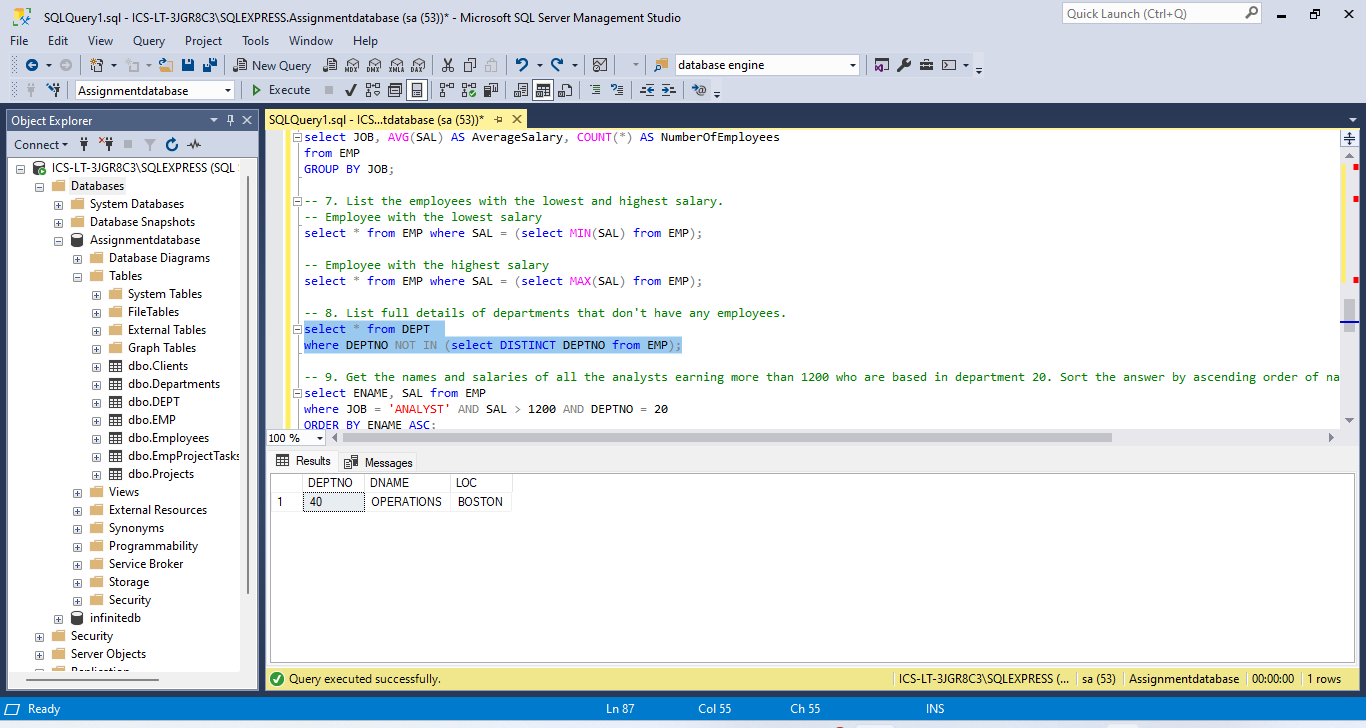 SQLQuery1.sql - ICS-LT-3JGR8C3\SQLEXPRESS.Assignmentdatabase (sa (53))* - Microsoft SQL Server Management Studio
Quick Launch (Ctrl+Q)
File Edit View Query Project Tools Window Help
New Query MDX DMX XMLA DAX database engine
Assignmentdatabase Execute
Object Explorer
Connect
ICS-LT-3JGR8C3\SQLEXPRESS (SQL
Databases
System Databases
Database Snapshots
Assignmentdatabase
Database Diagrams
Tables
System Tables
FileTables
External Tables
Graph Tables
dbo.Clients
dbo.Departments
dbo.DEPT
dbo.EMP
dbo.Employees
dbo.EmpProjectTasks
dbo.Projects
Views
External Resources
Synonyms
Programmability
Service Broker
Storage
Security
infinitedb
Security
Server Objects
Replication
SQLQuery1.sql - ICS...tdatabase (sa (53))*
select JOB, AVG(SAL) AS AverageSalary, COUNT(*) AS NumberOfEmployees
from EMP
GROUP BY JOB;
-- 7. List the employees with the lowest and highest salary.
-- Employee with the lowest salary
select * from EMP where SAL = (select MIN(SAL) from EMP);
-- Employee with the highest salary
select * from EMP where SAL = (select MAX(SAL) from EMP);
-- 8. List full details of departments that don't have any employees.
select * from DEPT
where DEPTNO NOT IN (select DISTINCT DEPTNO from EMP);
-- 9. Get the names and salaries of all the analysts earning more than 1200 who are based in department 20. Sort the answer by ascending order of na
select ENAME, SAL from EMP
where JOB = 'ANALYST' AND SAL > 1200 AND DEPTNO = 20
ORDER BY ENAME ASC;
100 %
Results Messages
DEPTNO DNAME LOC
1 40 OPERATIONS BOSTON
Query executed successfully. ICS-LT-3JGR8C3\SQLEXPRESS (... sa (53) Assignmentdatabase 00:00:00 1 rows
Ready Ln 87 Col 55 Ch 55 INS